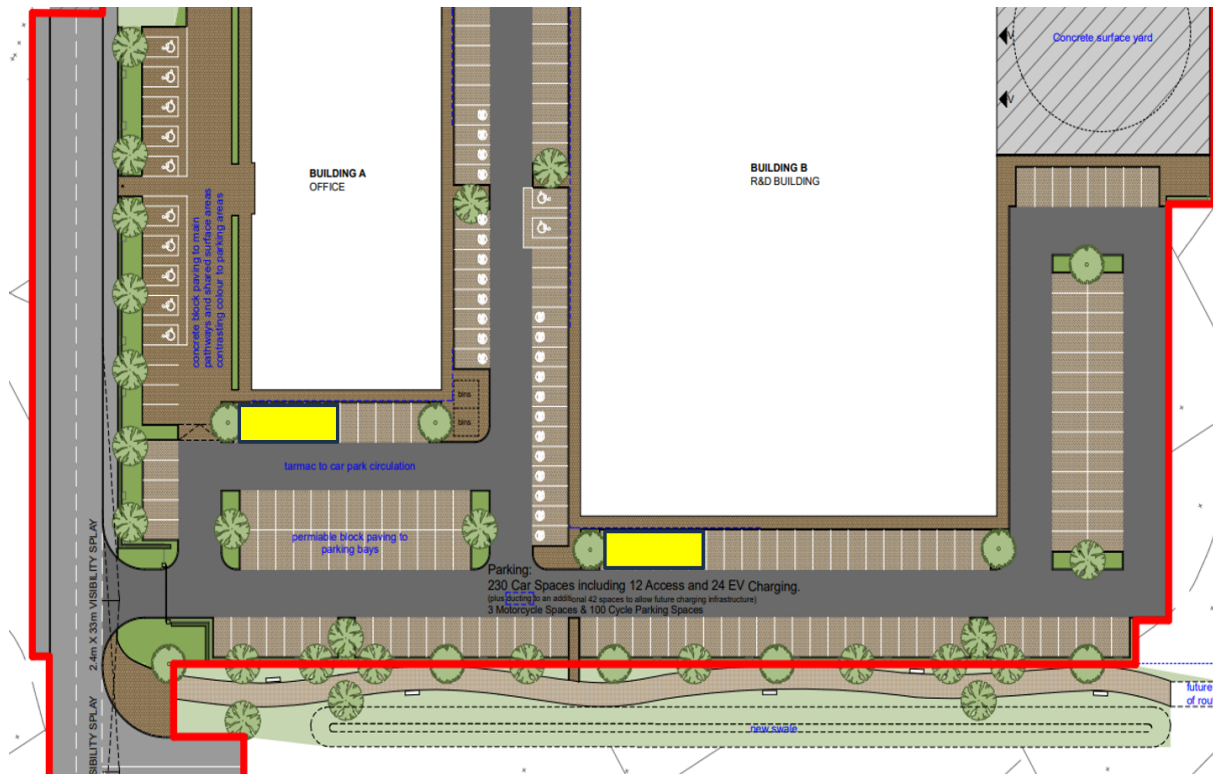 Concrete surface yard
V
V
BUILDING A
OFFICE
BUILDING B
R&D BUILDING
concrete block paving to main
pathways and shared surface areas
contrasting colour to parking areas
bins
bins
tarmac to car park circulation
permiable block paving to
parking bays
Parking:
230 Car Spaces including 12 Access and 24 EV Charging.
(plus ducting to an additional 42 spaces to allow future charging infrastructure)
3 Motorcycle Spaces & 100 Cycle Parking Spaces
2.4m X 33m VISIBILITY SPLAY
SIBILITY SPLAY
future
of rou
new swale